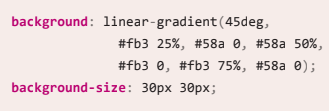 background: linear-gradient(45deg,
#fb3 25%, #58a 0, #58a 50%,
#fb3 0, #fb3 75%, #58a 0);
background-size: 30px 30px;